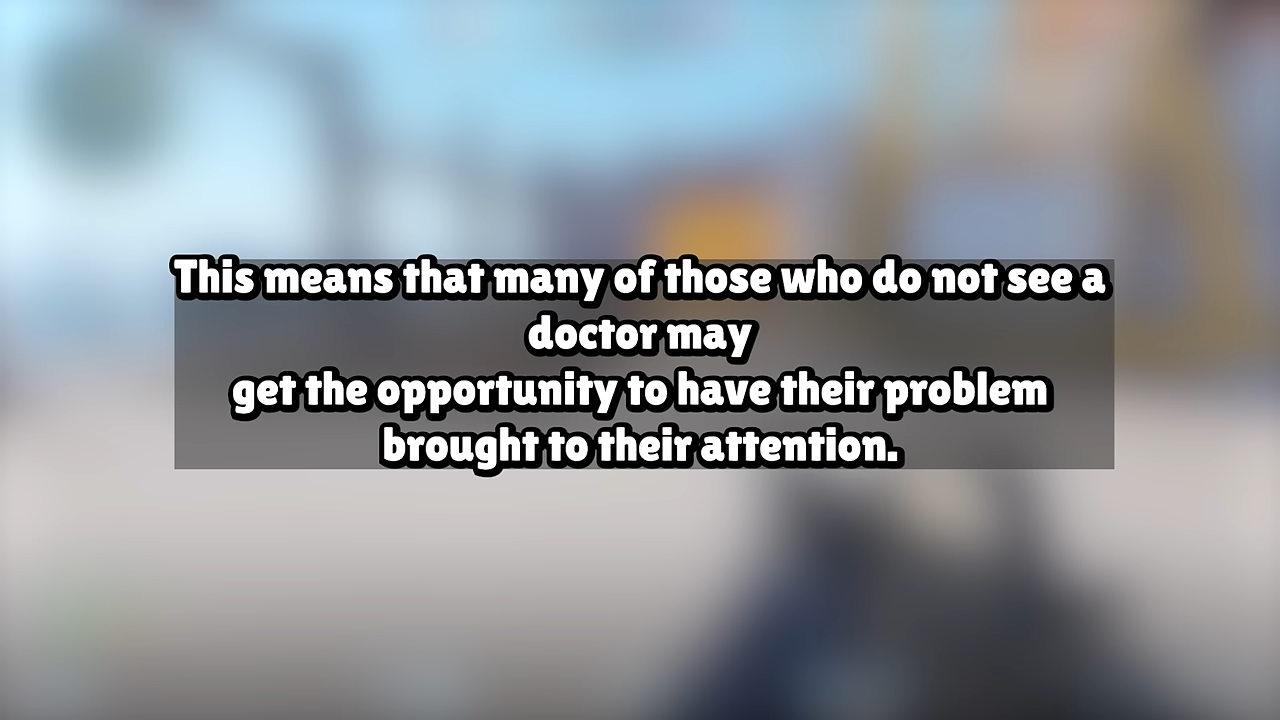 This means that many of those who do not see a
doctor may
get the opportunity to have their problem
brought to their attention.